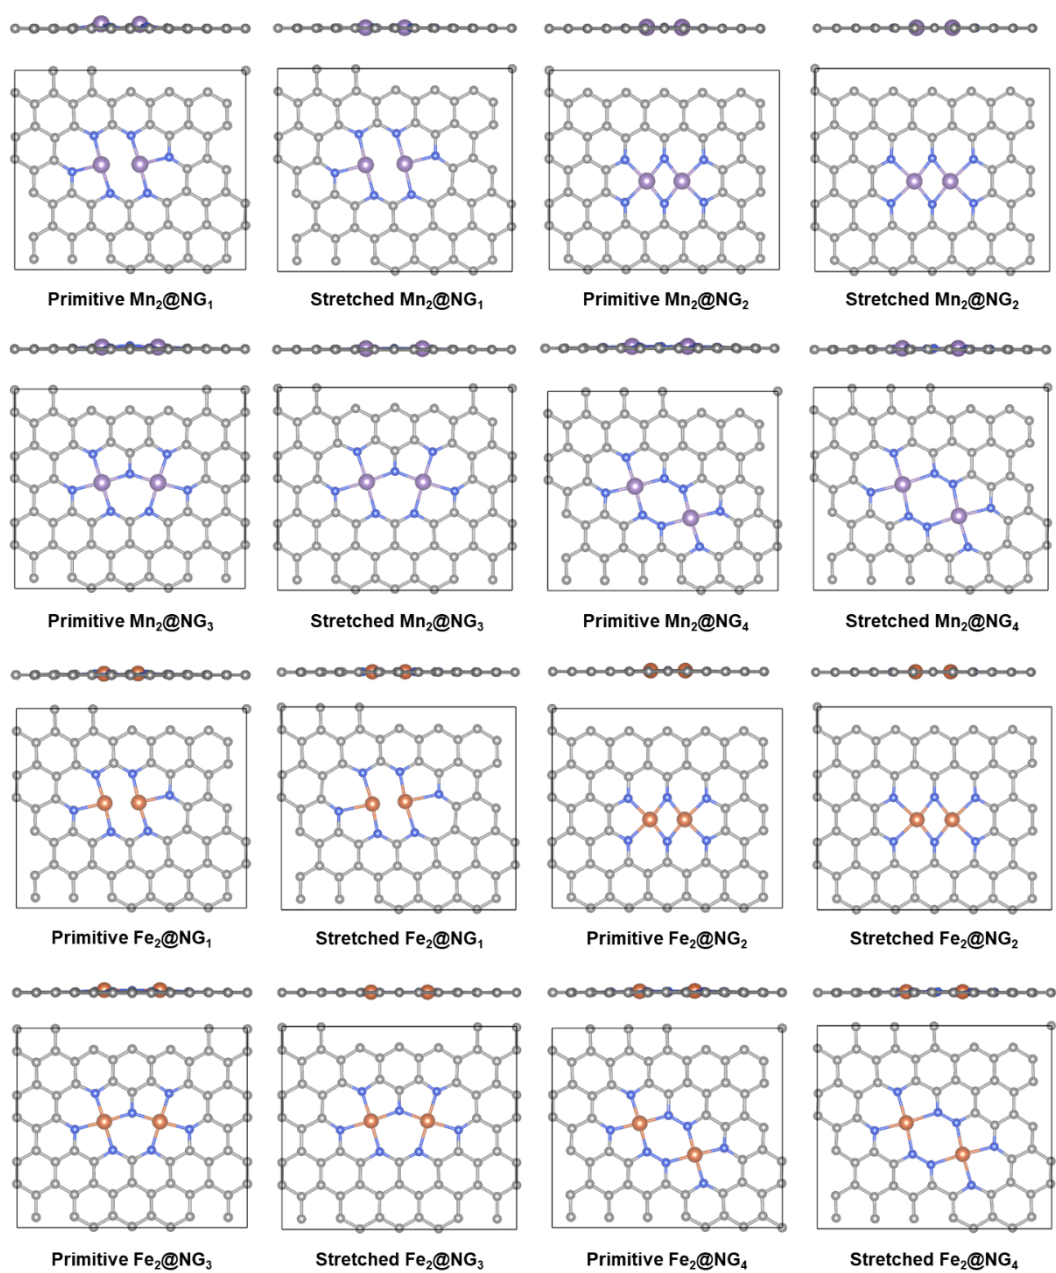 Primitive Mn₂@NG₁ Stretched Mn₂@NG₁ Primitive Mn₂@NG₂ Stretched Mn₂@NG₂
Primitive Mn₂@NG₃ Stretched Mn₂@NG₃ Primitive Mn₂@NG₄ Stretched Mn₂@NG₄
Primitive Fe₂@NG₁ Stretched Fe₂@NG₁ Primitive Fe₂@NG₂ Stretched Fe₂@NG₂
Primitive Fe₂@NG₃ Stretched Fe₂@NG₃ Primitive Fe₂@NG₄ Stretched Fe₂@NG₄